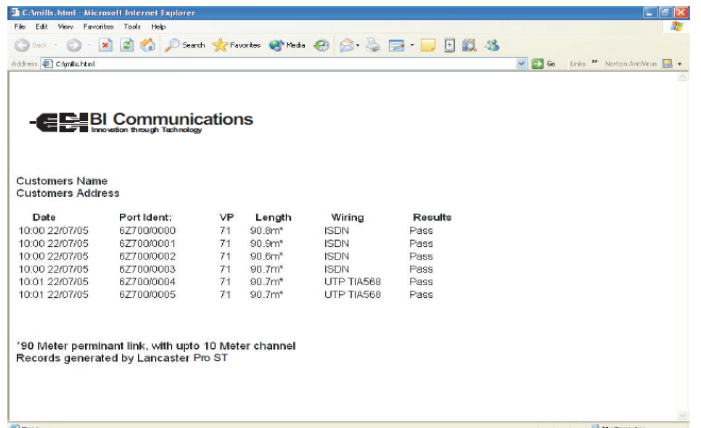 C:\mills.html - Microsoft Internet Explorer
File Edit View Favorites Tools Help
Back Search Favorites Media
Address C:\mills.html Go Links » Norton AntiVirus
BI Communications
Innovation through Technology
Customers Name
Customers Address
Date Port Ident: VP Length Wiring Results
10:00 22/07/05 6Z700/0000 71 90.8m* ISDN Pass
10:00 22/07/05 6Z700/0001 71 90.9m* ISDN Pass
10:00 22/07/05 6Z700/0002 71 90.6m* ISDN Pass
10:00 22/07/05 6Z700/0003 71 90.7m* ISDN Pass
10:01 22/07/05 6Z700/0004 71 90.7m* UTP TIA568 Pass
10:01 22/07/05 6Z700/0005 71 90.7m* UTP TIA568 Pass
*90 Meter perminant link, with upto 10 Meter channel
Records generated by Lancaster Pro ST